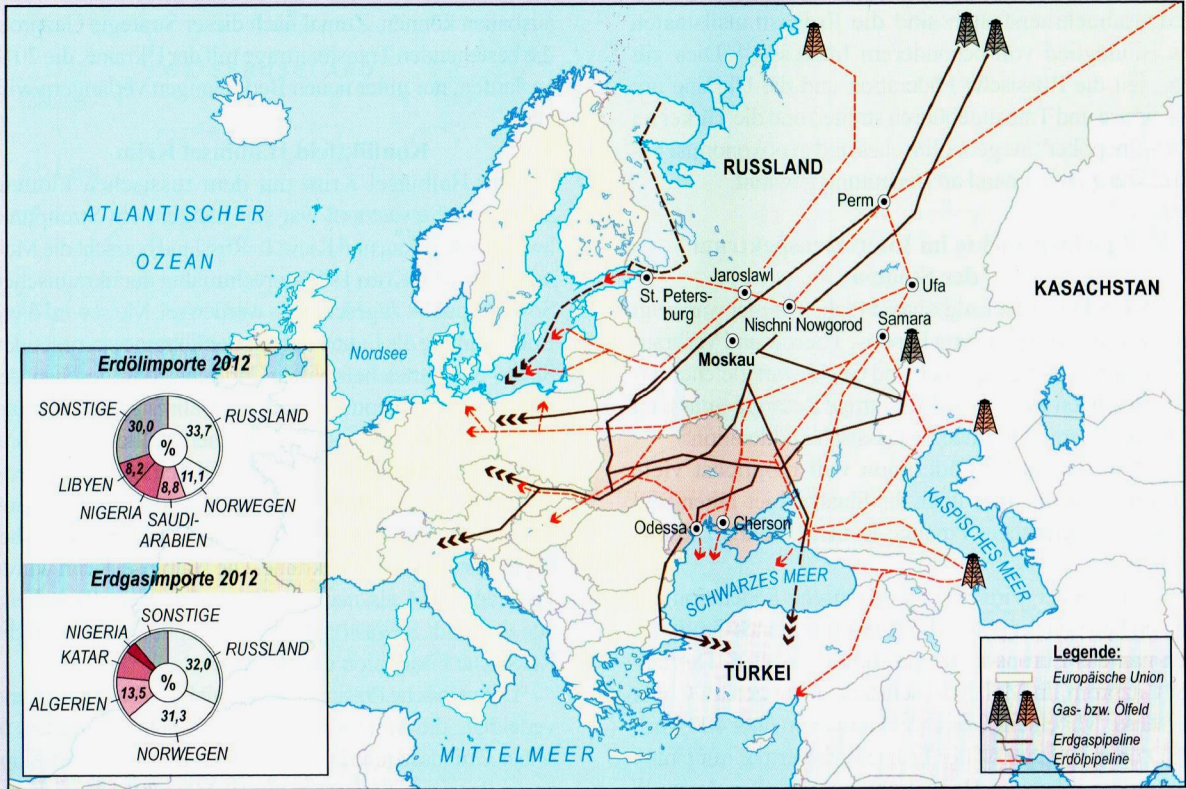 RUSSLAND
Perm
ATLANTISCHER
OZEAN
Jaroslawl
Ufa
St. Peters-
burg
KASACHSTAN
Nischni Nowgorod
Samara
Nordsee
Moskau
Erdölimporte 2012
SONSTIGE
RUSSLAND
30,0
33,7
%
8,2
11,1
8,8
LIBYEN
NORWEGEN
NIGERIA
SAUDI-
ARABIEN
Odessa
Cherson
KASPISCHES MEER
Erdgasimporte 2012
SONSTIGE
NIGERIA
RUSSLAND
KATAR
32,0
%
13,5
ALGERIEN
31,3
NORWEGEN
SCHWARZES MEER
TÜRKEI
MITTELMEER
Legende:
Europäische Union
Gas- bzw. Ölfeld
Erdgaspipeline
Erdölpipeline